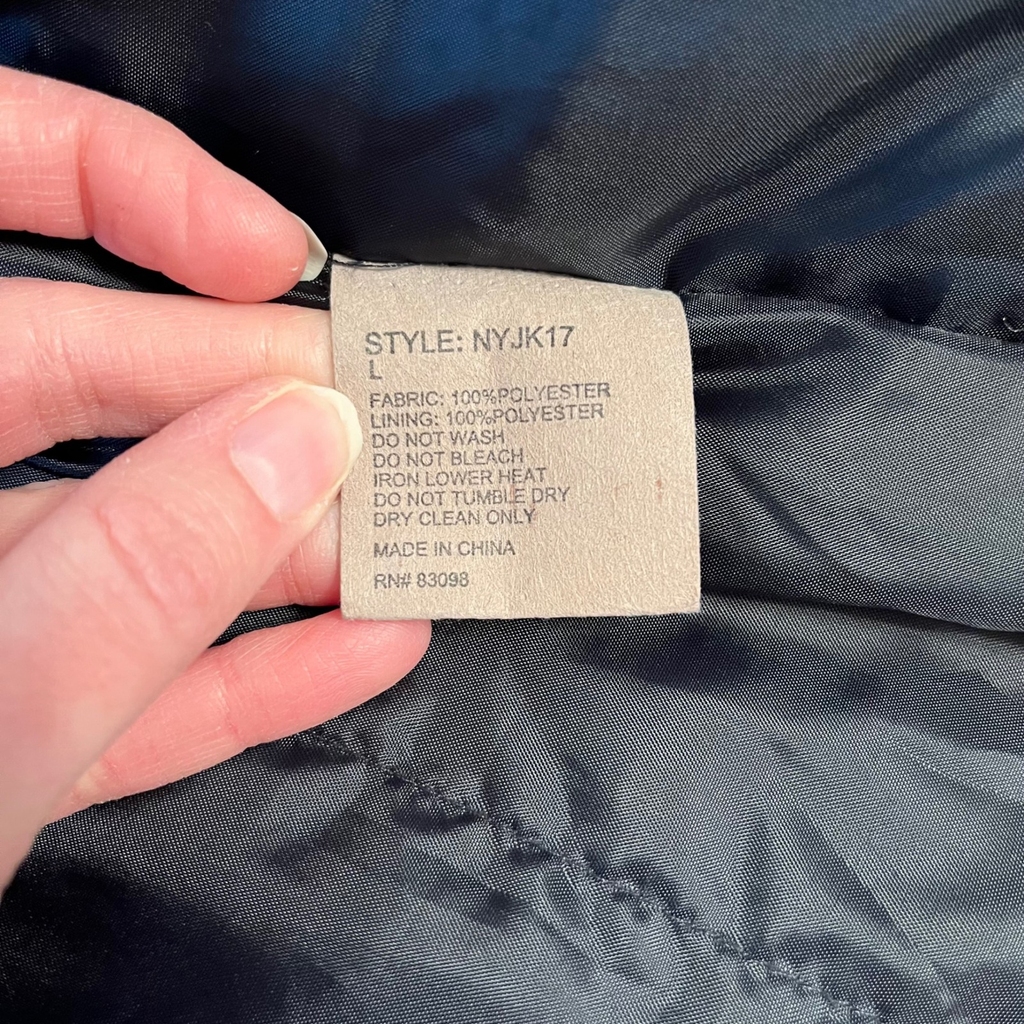 STYLE: NYJK17
L
FABRIC: 100%POLYESTER
LINING: 100%POLYESTER
DO NOT WASH
DO NOT BLEACH
IRON LOWER HEAT
DO NOT TUMBLE DRY
DRY CLEAN ONLY
MADE IN CHINA
RN# 83098